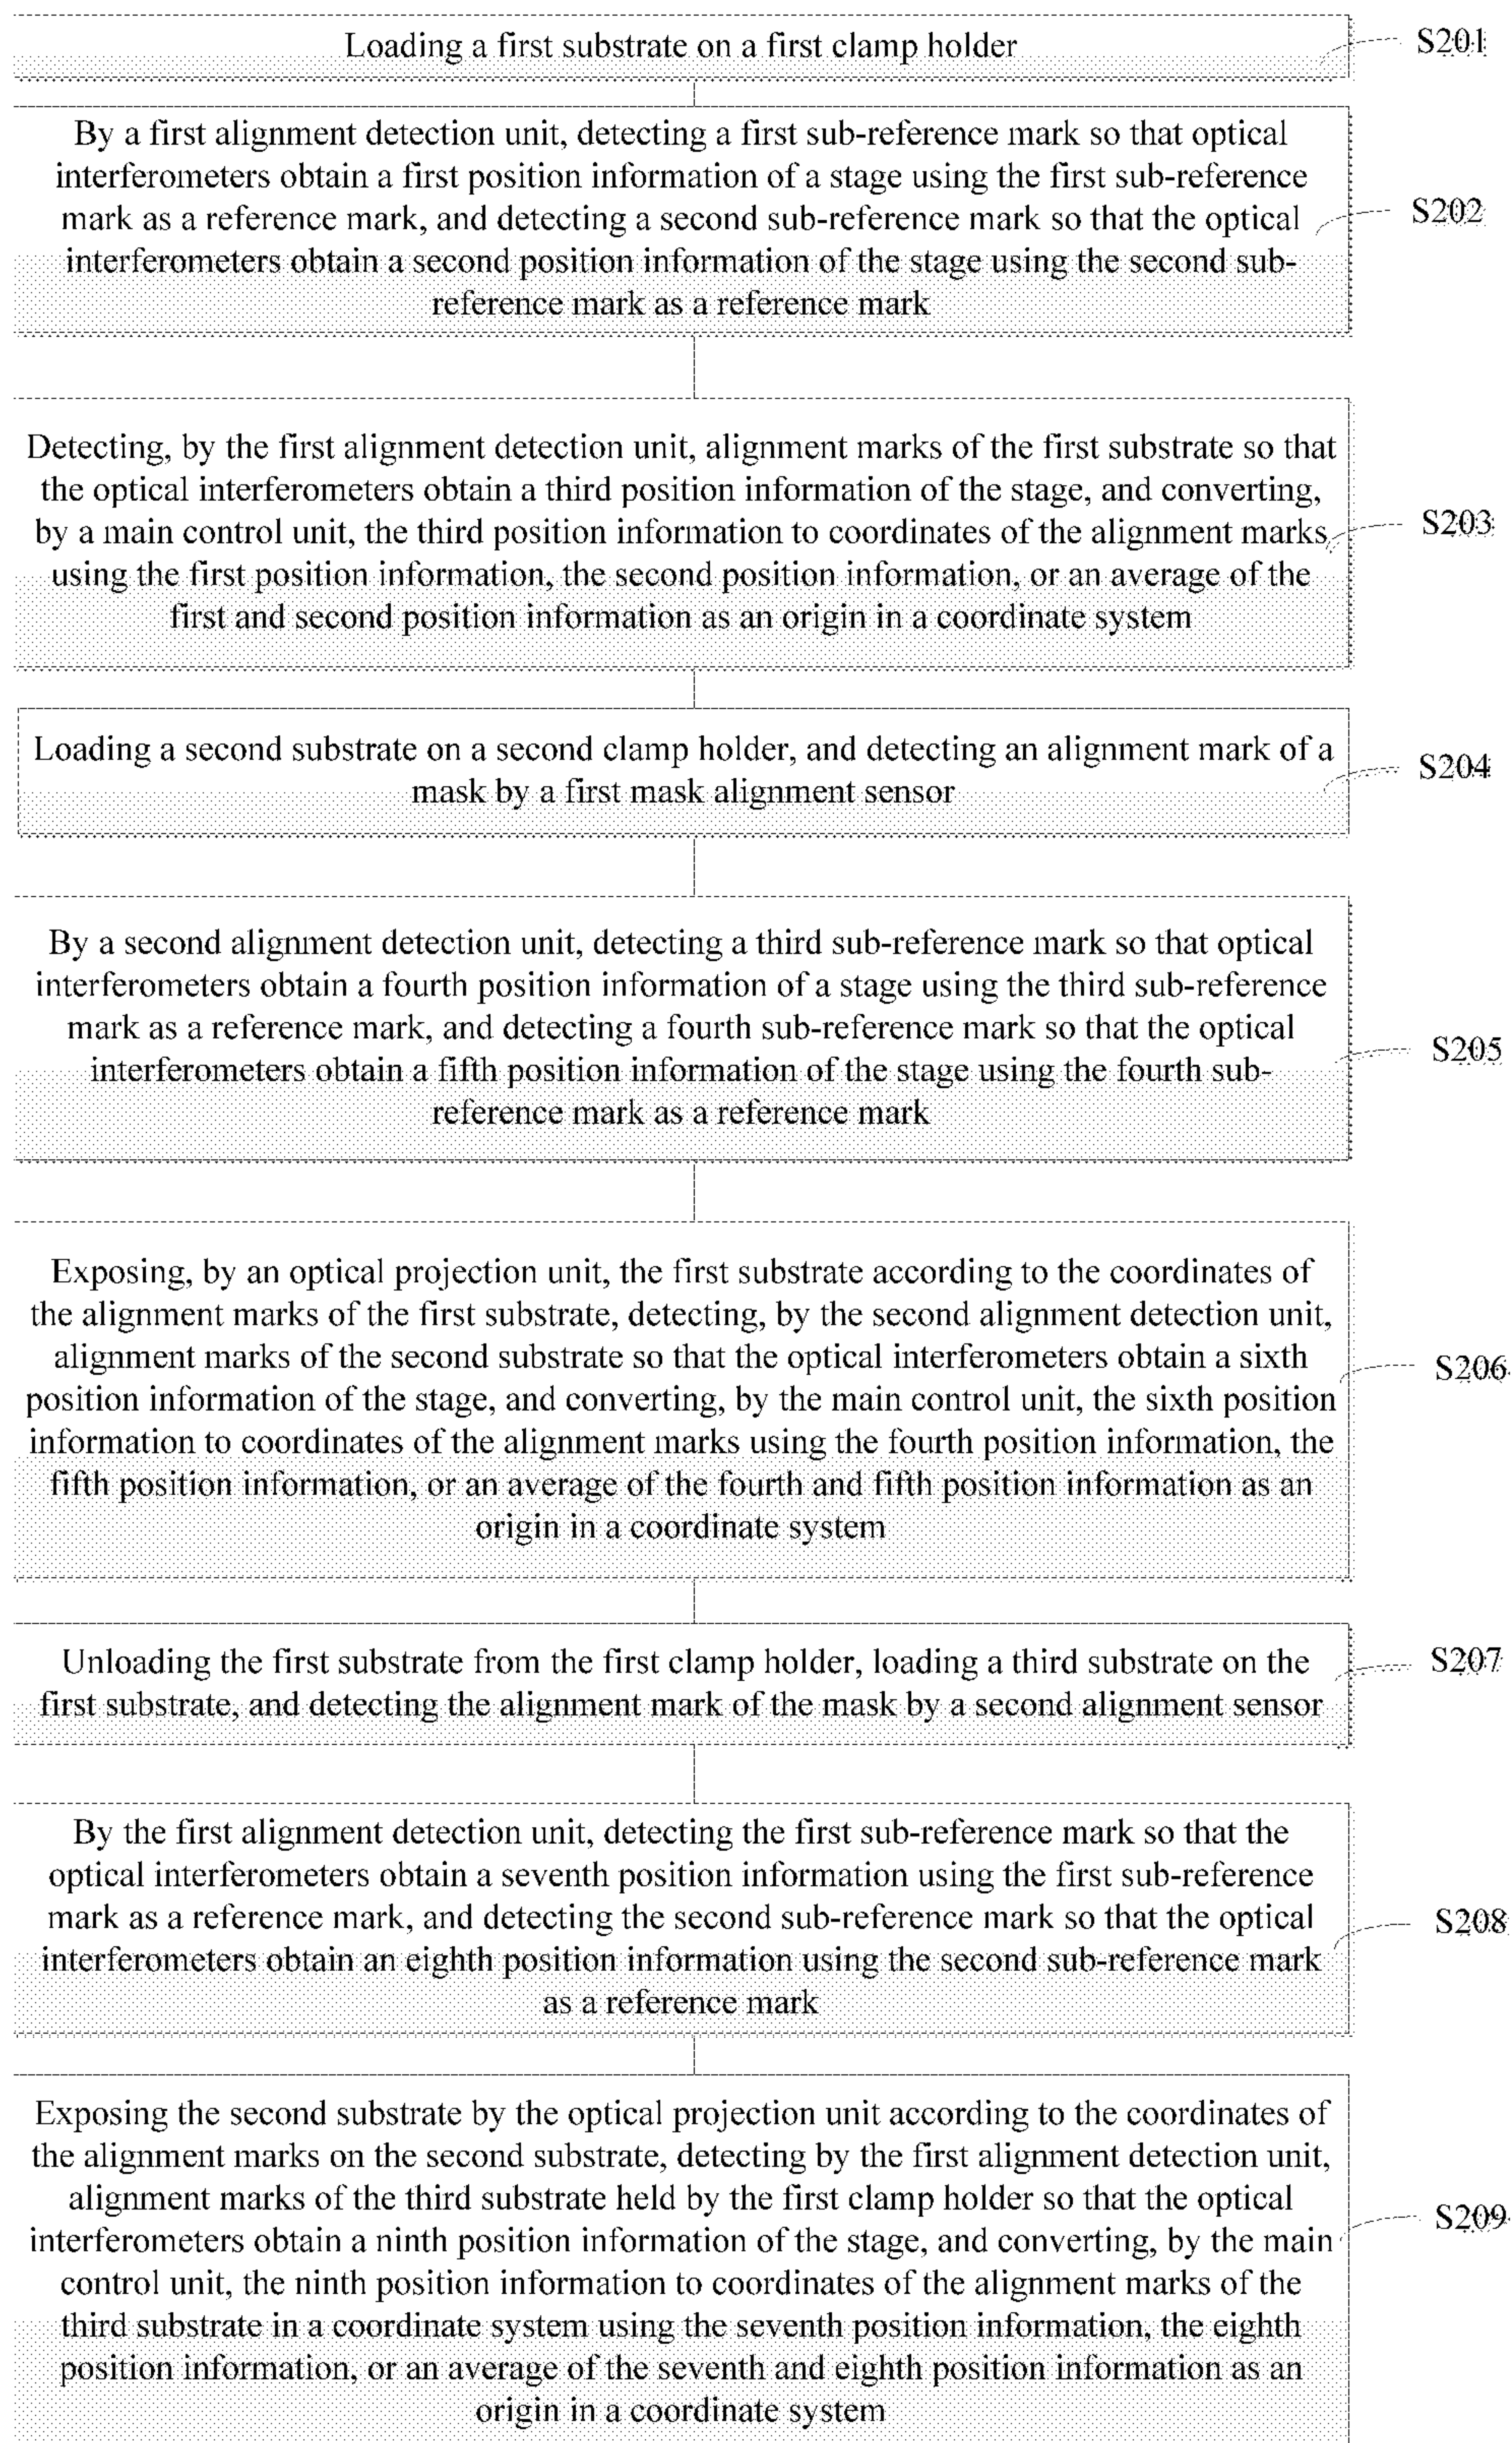 Loading a first substrate on a first clamp holder
S201
By a first alignment detection unit, detecting a first sub-reference mark so that optical
interferometers obtain a first position information of a stage using the first sub-reference
mark as a reference mark, and detecting a second sub-reference mark so that the optical
interferometers obtain a second position information of the stage using the second sub-
reference mark as a reference mark
S202
Detecting, by the first alignment detection unit, alignment marks of the first substrate so that
the optical interferometers obtain a third position information of the stage, and converting,
by a main control unit, the third position information to coordinates of the alignment marks
using the first position information, the second position information, or an average of the
first and second position information as an origin in a coordinate system
S203
Loading a second substrate on a second clamp holder, and detecting an alignment mark of a
mask by a first mask alignment sensor
S204
By a second alignment detection unit, detecting a third sub-reference mark so that optical
interferometers obtain a fourth position information of a stage using the third sub-reference
mark as a reference mark, and detecting a fourth sub-reference mark so that the optical
interferometers obtain a fifth position information of the stage using the fourth sub-
reference mark as a reference mark
S205
Exposing, by an optical projection unit, the first substrate according to the coordinates of
the alignment marks of the first substrate, detecting, by the second alignment detection unit,
alignment marks of the second substrate so that the optical interferometers obtain a sixth
position information of the stage, and converting, by the main control unit, the sixth position
information to coordinates of the alignment marks using the fourth position information, the
fifth position information, or an average of the fourth and fifth position information as an
origin in a coordinate system
S206
Unloading the first substrate from the first clamp holder, loading a third substrate on the
first substrate, and detecting the alignment mark of the mask by a second alignment sensor
S207
By the first alignment detection unit, detecting the first sub-reference mark so that the
optical interferometers obtain a seventh position information using the first sub-reference
mark as a reference mark, and detecting the second sub-reference mark so that the optical
interferometers obtain an eighth position information using the second sub-reference mark
as a reference mark
S208
Exposing the second substrate by the optical projection unit according to the coordinates of
the alignment marks on the second substrate, detecting by the first alignment detection unit,
alignment marks of the third substrate held by the first clamp holder so that the optical
interferometers obtain a ninth position information of the stage, and converting, by the main
control unit, the ninth position information to coordinates of the alignment marks of the
third substrate in a coordinate system using the seventh position information, the eighth
position information, or an average of the seventh and eighth position information as an
origin in a coordinate system
S209